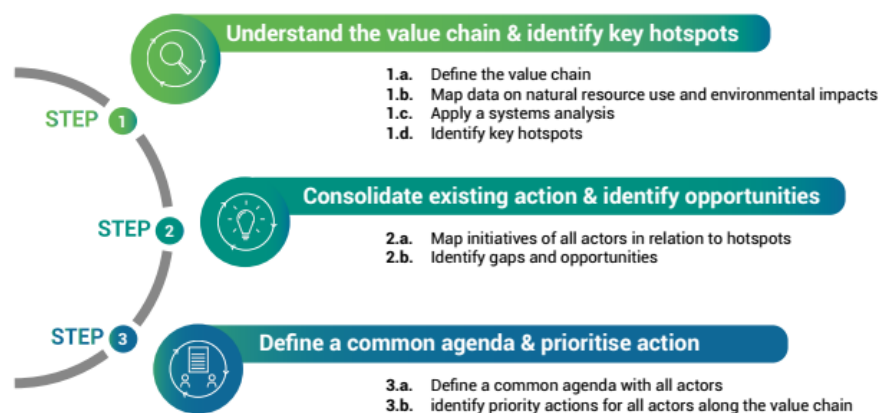 Understand the value chain & identify key hotspots
1.a. Define the value chain
1.b. Map data on natural resource use and environmental impacts
1.c. Apply a systems analysis
1.d. Identify key hotspots
STEP 1
Consolidate existing action & identify opportunities
STEP 2
2.a. Map initiatives of all actors in relation to hotspots
2.b. Identify gaps and opportunities
STEP 3
Define a common agenda & prioritise action
3.a. Define a common agenda with all actors
3.b. identify priority actions for all actors along the value chain